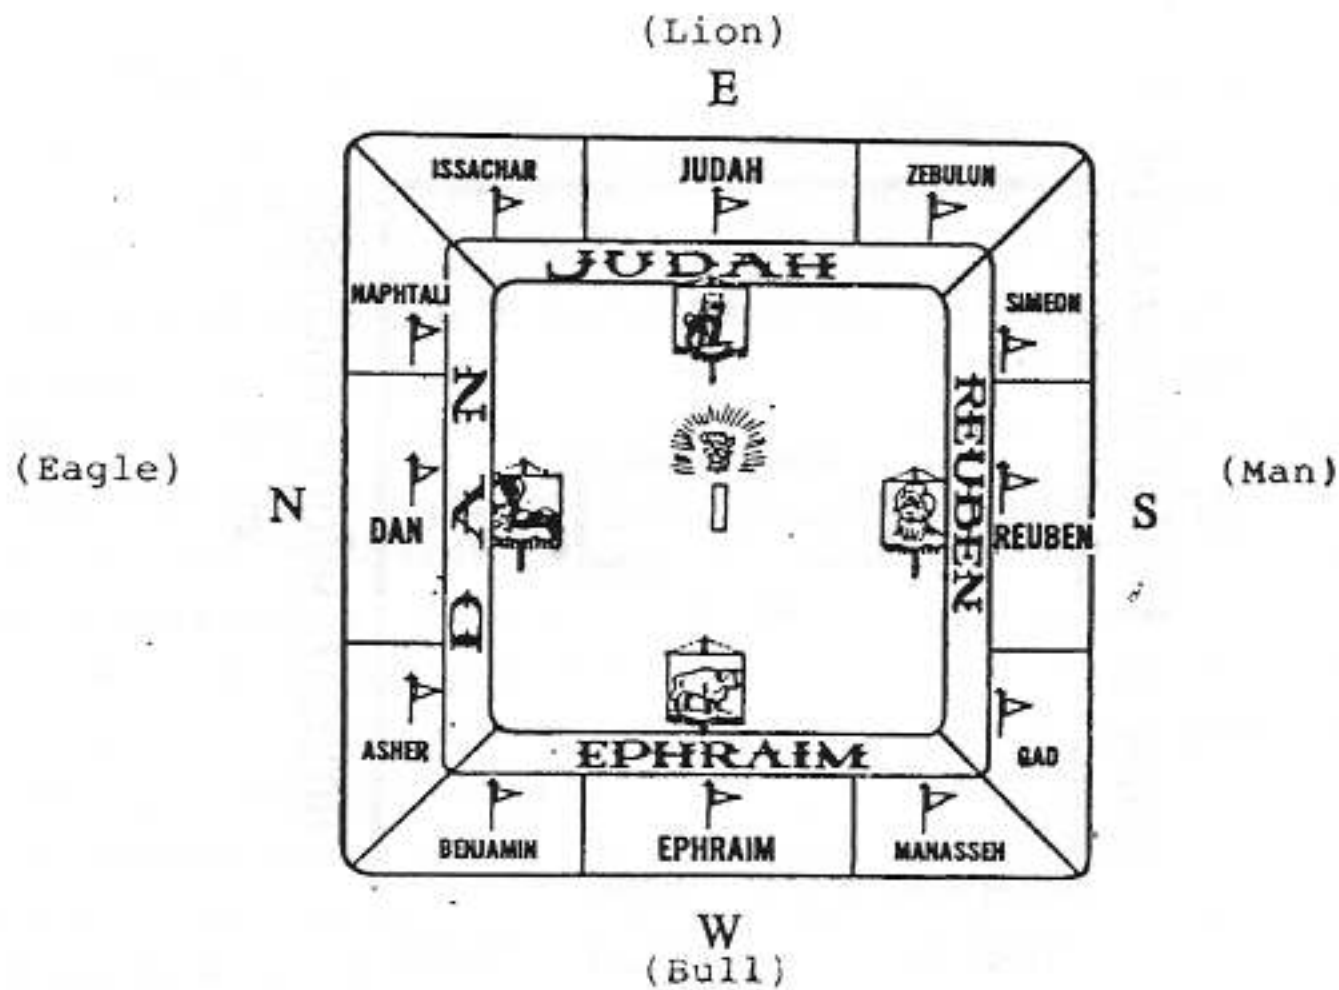 (Lion)
E
ISSACHAR
JUDAH
ZEBULUN
JUDAH
NAPHTALI
SIMEON
DAN
REUBEN
(Eagle)
N
DAN
REUBEN
S
(Man)
ASHER
GAD
EPHRAIM
BENJAMIN
EPHRAIM
MANASSEH
W
(Bull)